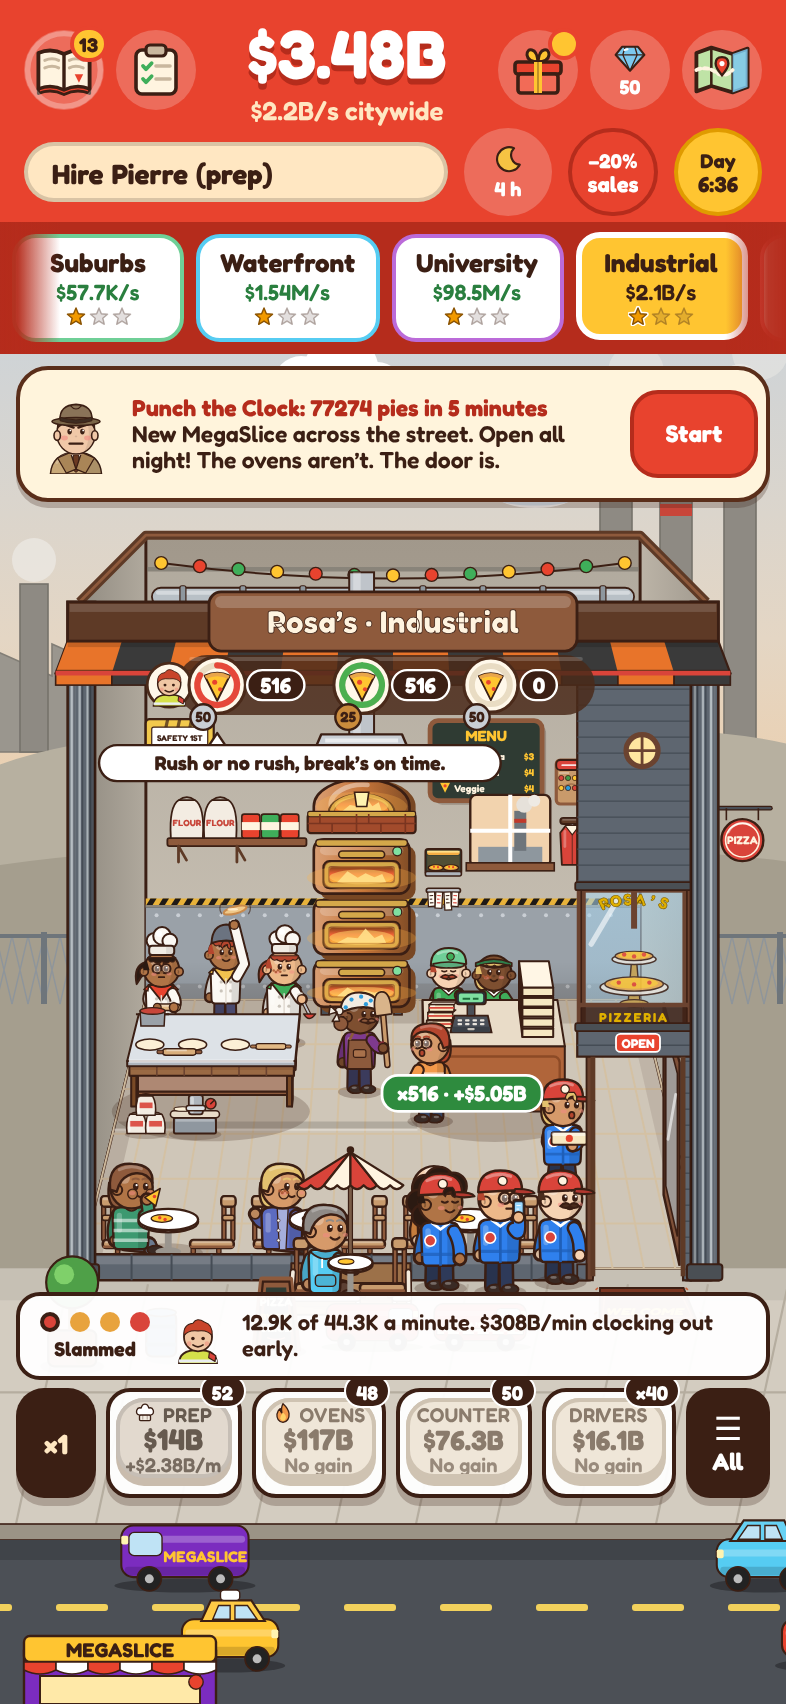 13
$3.48B
$2.2B/s citywide
50
Hire Pierre (prep)
4 h
-20%
sales
Day
6:36
Suburbs
$57.7K/s
Waterfront
$1.54M/s
University
$98.5M/s
Industrial
$2.1B/s
Punch the Clock: 77274 pies in 5 minutes
New MegaSlice across the street. Open all
night! The ovens aren't. The door is.
Start
Rosa's · Industrial
516
516
0
50
25
50
SAFETY 1ST
MENU
$3
$4
Veggie $4
Rush or no rush, break's on time.
FLOUR
FLOUR
PIZZA
ROSA'S
PIZZERIA
OPEN
x516 · +$5.05B
Slammed
12.9K of 44.3K a minute. $308B/min clocking out
early.
x1
52
PREP
$14B
+$2.38B/m
48
OVENS
$117B
No gain
50
COUNTER
$76.3B
No gain
x40
DRIVERS
$16.1B
No gain
All
MEGASLICE
MEGASLICE